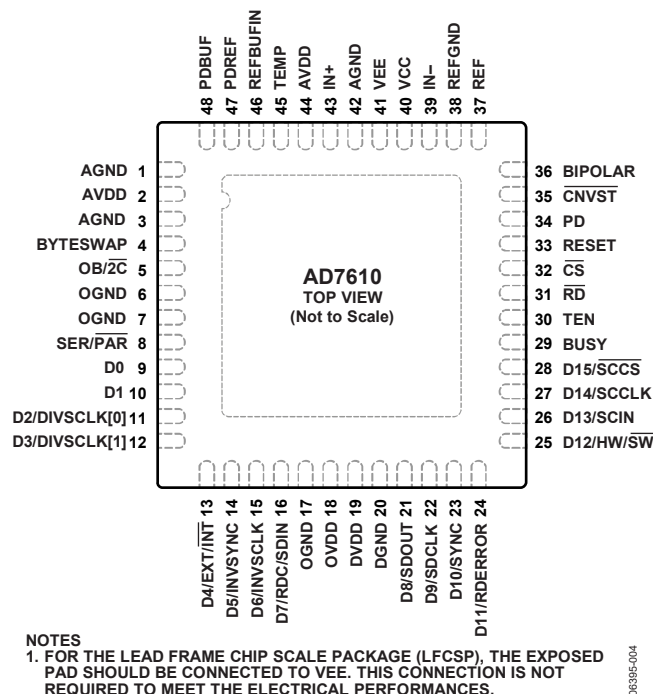 48 PDBUF
47 PDREF
46 REFBUFIN
45 TEMP
44 AVDD
43 IN+
42 AGND
41 VEE
40 VCC
39 IN–
38 REFGND
37 REF
AGND 1
AVDD 2
AGND 3
BYTESWAP 4
OB/2C 5
OGND 6
OGND 7
SER/PAR 8
D0 9
D1 10
D2/DIVSCLK[0] 11
D3/DIVSCLK[1] 12
AD7610
TOP VIEW
(Not to Scale)
36 BIPOLAR
35 CNVST
34 PD
33 RESET
32 CS
31 RD
30 TEN
29 BUSY
28 D15/SCCS
27 D14/SCCLK
26 D13/SCIN
25 D12/HW/SW
D4/EXT/INT 13
D5/INVSYNC 14
D6/INVSCLK 15
D7/RDC/SDIN 16
OGND 17
OVDD 18
DVDD 19
DGND 20
D8/SDOUT 21
D9/SDCLK 22
D10/SYNC 23
D11/RDERROR 24
NOTES
1. FOR THE LEAD FRAME CHIP SCALE PACKAGE (LFCSP), THE EXPOSED
PAD SHOULD BE CONNECTED TO VEE. THIS CONNECTION IS NOT
REQUIRED TO MEET THE ELECTRICAL PERFORMANCES.
06395-004